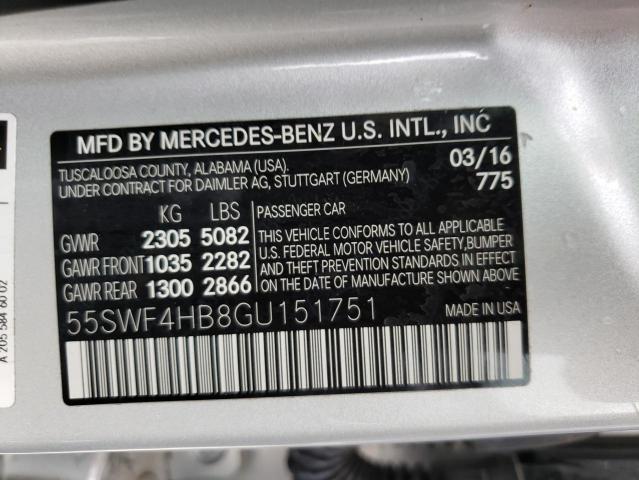 MFD BY MERCEDES-BENZ U.S. INTL., INC
TUSCALOOSA COUNTY, ALABAMA (USA). 03/16
UNDER CONTRACT FOR DAIMLER AG, STUTTGART (GERMANY) 775
KG LBS PASSENGER CAR
GVWR 2305 5082
GAWR FRONT 1035 2282
GAWR REAR 1300 2866
THIS VEHICLE CONFORMS TO ALL APPLICABLE
U.S. FEDERAL MOTOR VEHICLE SAFETY, BUMPER
AND THEFT PREVENTION STANDARDS IN EFFECT
ON THE DATE OF MANUFACTURE SHOWN ABOVE.
55SWF4HB8GU151751 MADE IN USA
A 205 584 60 02